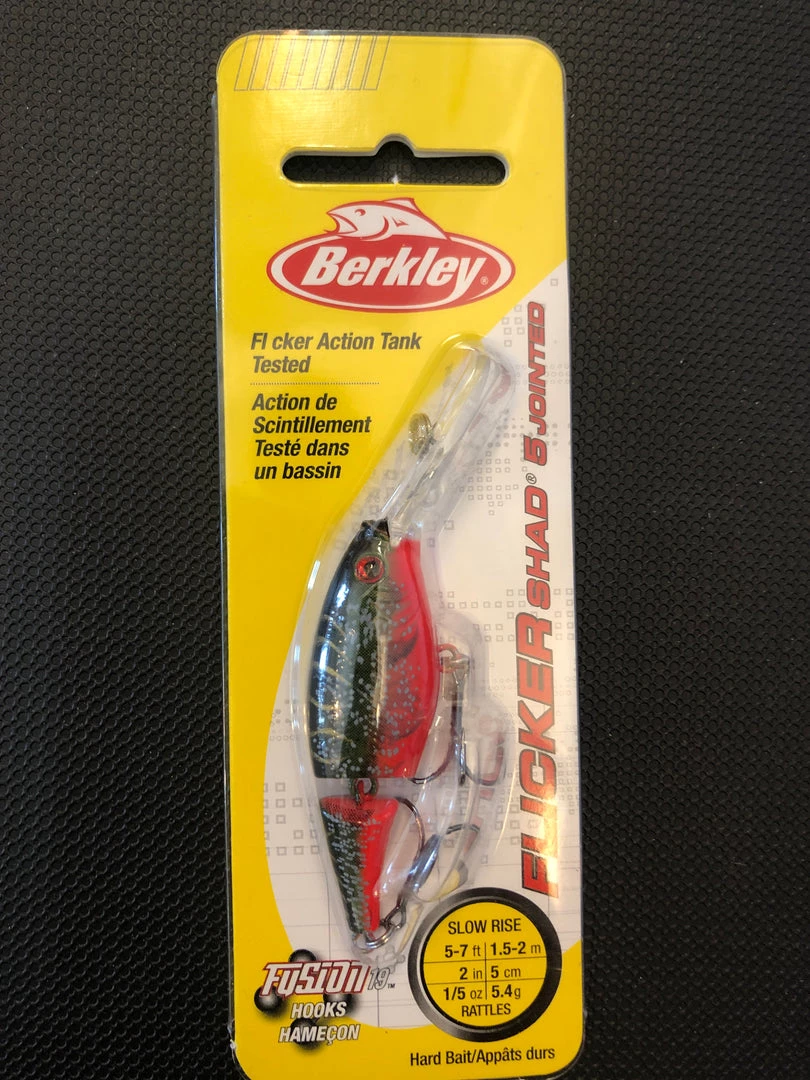 Berkley®
Fl cker Action Tank
Tested
Action de
Scintillement
Testé dans
un bassin
FLICKER SHAD® 5 JOINTED
SLOW RISE
5-7 ft 1.5-2 m
2 in 5 cm
1/5 oz 5.4g
RATTLES
FUSION19™
HOOKS
HAMEÇON
Hard Bait/Appâts durs